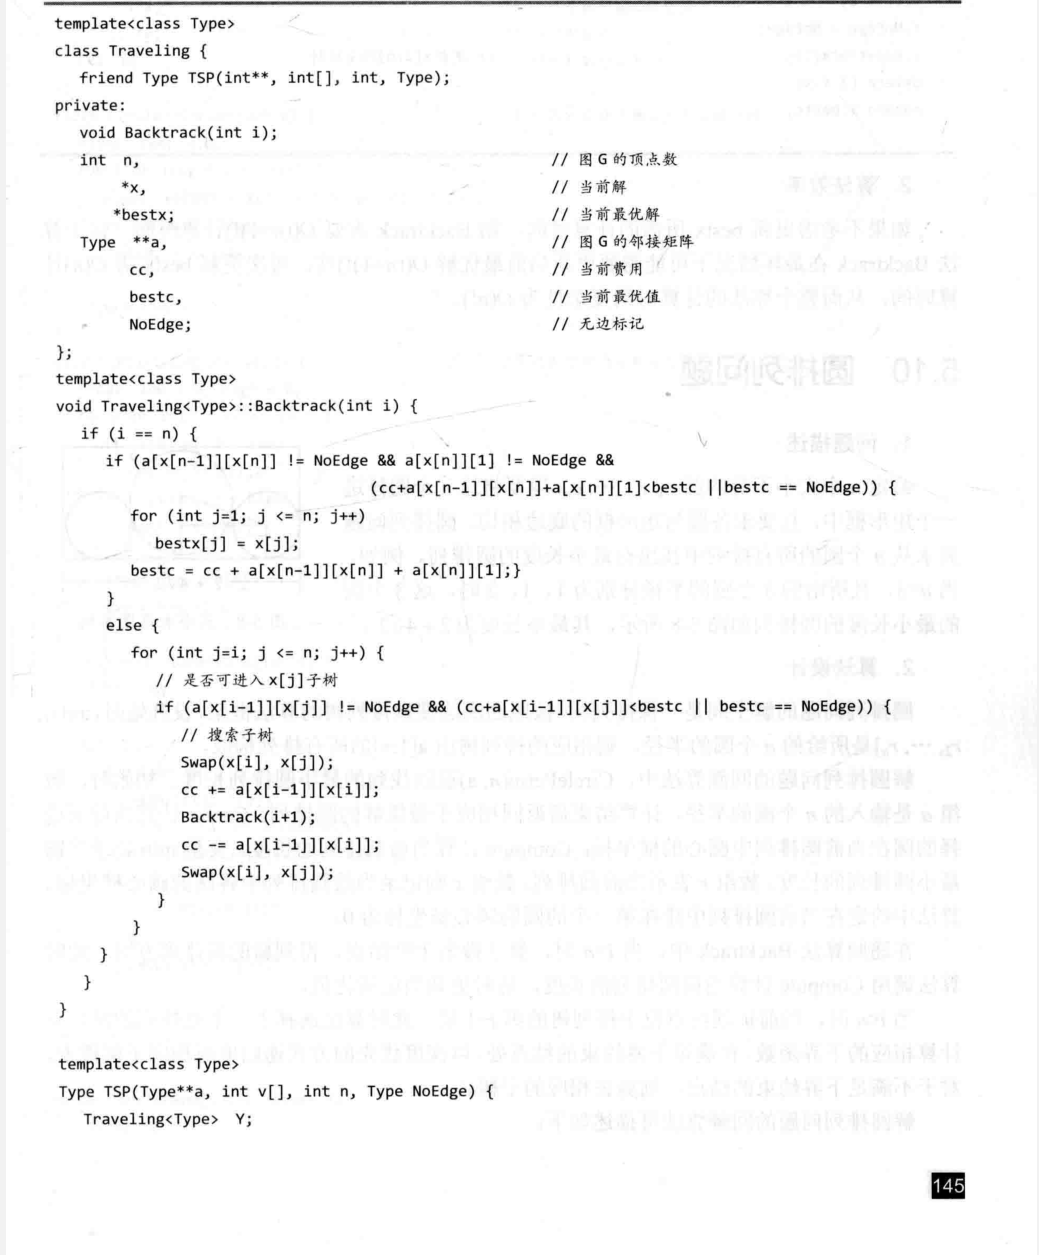 template<class Type>
class Traveling {
friend Type TSP(int**, int[], int, Type);
private:
void Backtrack(int i);
int n, // 图 G 的顶点数
*x, // 当前解
*bestx; // 当前最优解
Type **a, // 图 G 的邻接矩阵
cc, // 当前费用
bestc, // 当前最优值
NoEdge; // 无边标记
};
template<class Type>
void Traveling<Type>::Backtrack(int i) {
if (i == n) {
if (a[x[n-1]][x[n]] != NoEdge && a[x[n]][1] != NoEdge &&
(cc+a[x[n-1]][x[n]]+a[x[n]][1]<bestc ||bestc == NoEdge)) {
for (int j=1; j <= n; j++)
bestx[j] = x[j];
bestc = cc + a[x[n-1]][x[n]] + a[x[n]][1];}
}
else {
for (int j=i; j <= n; j++) {
// 是否可进入 x[j]子树
if (a[x[i-1]][x[j]] != NoEdge && (cc+a[x[i-1]][x[j]]<bestc || bestc == NoEdge)) {
// 搜索子树
Swap(x[i], x[j]);
cc += a[x[i-1]][x[i]];
Backtrack(i+1);
cc -= a[x[i-1]][x[i]];
Swap(x[i], x[j]);
}
}
}
}
}
template<class Type>
Type TSP(Type**a, int v[], int n, Type NoEdge) {
Traveling<Type> Y;
145